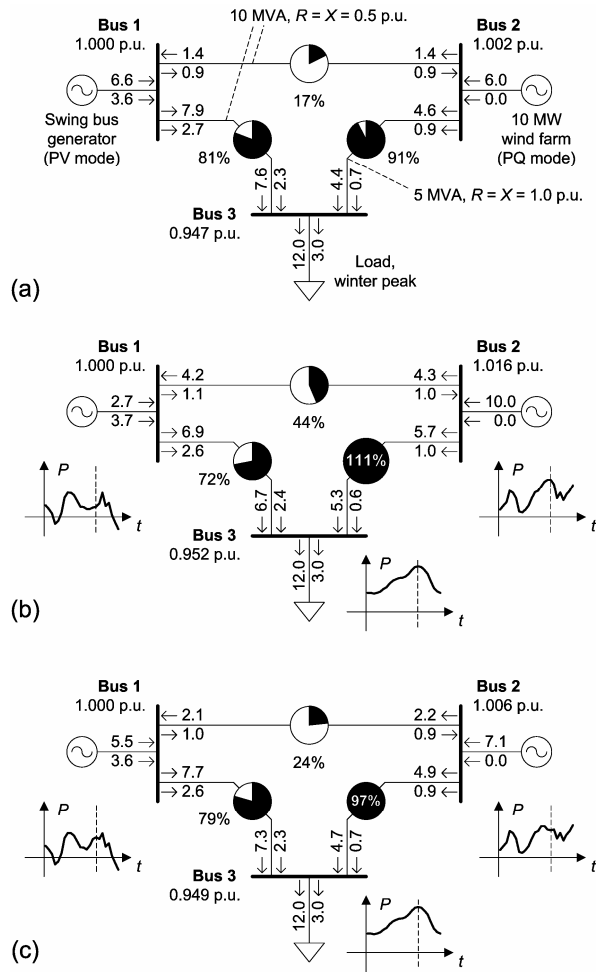 10 MVA, R = X = 0.5 p.u.
Bus 1
1.000 p.u.
Bus 2
1.002 p.u.
1.4
0.9
1.4
0.9
17%
6.6
3.6
6.0
0.0
Swing bus
generator
(PV mode)
10 MW
wind farm
(PQ mode)
7.9
2.7
4.6
0.9
81%
91%
7.6
2.3
4.4
0.7
5 MVA, R = X = 1.0 p.u.
Bus 3
0.947 p.u.
12.0
3.0
Load,
winter peak
(a)
Bus 1
1.000 p.u.
Bus 2
1.016 p.u.
4.2
1.1
4.3
1.0
44%
2.7
3.7
10.0
0.0
6.9
2.6
5.7
1.0
72%
111%
P
t
P
t
6.7
2.4
5.3
0.6
Bus 3
0.952 p.u.
12.0
3.0
P
t
(b)
Bus 1
1.000 p.u.
Bus 2
1.006 p.u.
2.1
1.0
2.2
0.9
24%
5.5
3.6
7.1
0.0
7.7
2.6
4.9
0.9
79%
97%
P
t
P
t
7.3
2.3
4.7
0.7
Bus 3
0.949 p.u.
12.0
3.0
P
t
(c)